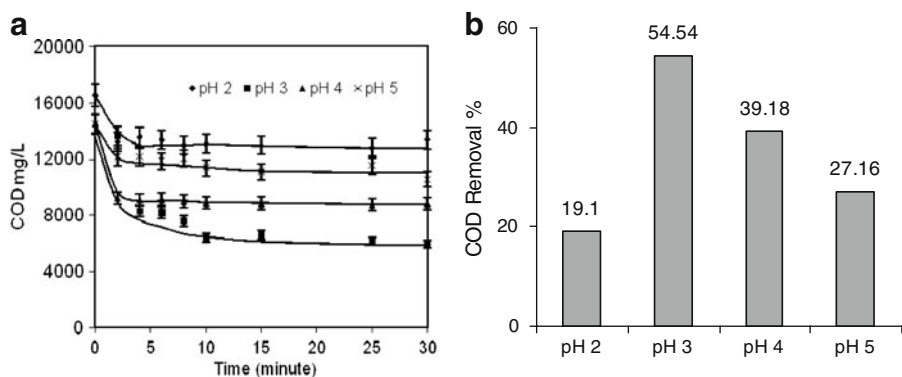 a
20000
16000
12000
8000
4000
0
COD mg/L
pH 2 pH 3 pH 4 pH 5
0 5 10 15 20 25 30
Time (minute)
b
60
40
20
0
COD Removal %
19.1
54.54
39.18
27.16
pH 2 pH 3 pH 4 pH 5